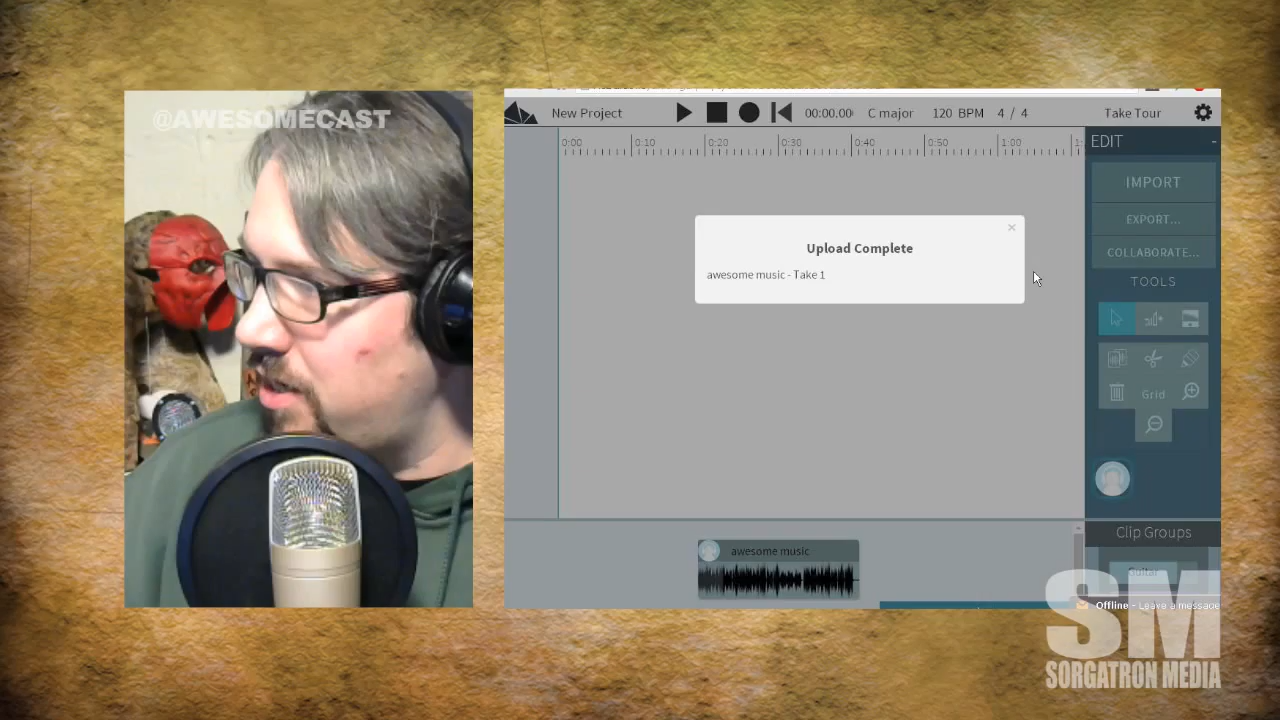 @AWESOMECAST
New Project
00:00.00
C major
120 BPM
4 / 4
Take Tour
0:00
0:10
0:20
0:30
0:40
0:50
1:00
EDIT
-
IMPORT
EXPORT...
COLLABORATE...
TOOLS
Grid
Upload Complete
×
awesome music - Take 1
Clip Groups
Guitar
awesome music
Offline - Leave a message
SM
SORGATRON MEDIA